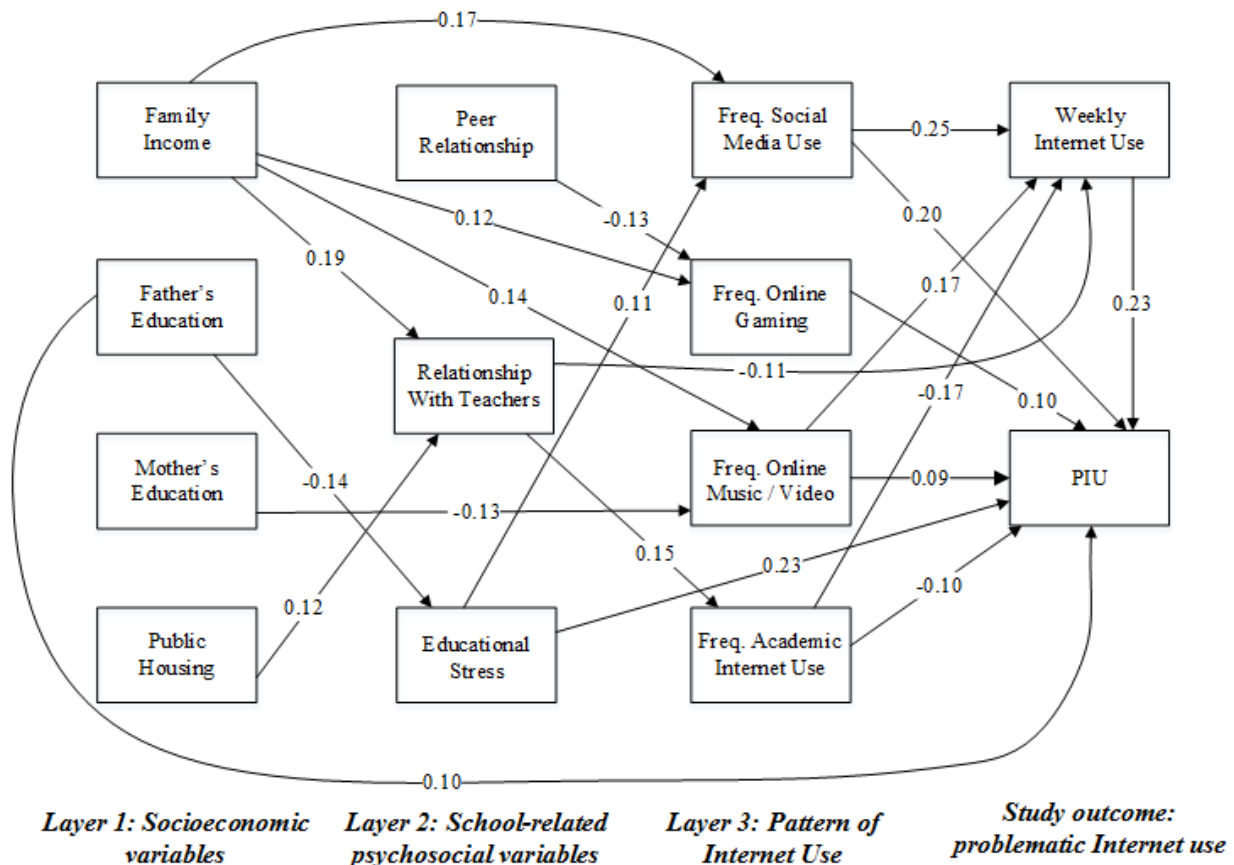 0.17
Family
Income
Peer
Relationship
Freq. Social
Media Use
0.25
Weekly
Internet Use
0.12
-0.13
0.20
0.19
Father's
Education
0.14
0.11
Freq. Online
Gaming
0.17
0.23
Relationship
With Teachers
-0.11
-0.17
0.10
Mother's
Education
-0.14
-0.13
Freq. Online
Music / Video
0.09
PIU
0.15
0.23
-0.10
0.12
Public
Housing
Educational
Stress
Freq. Academic
Internet Use
-0.10
Layer 1: Socioeconomic
variables
Layer 2: School-related
psychosocial variables
Layer 3: Pattern of
Internet Use
Study outcome:
problematic Internet use